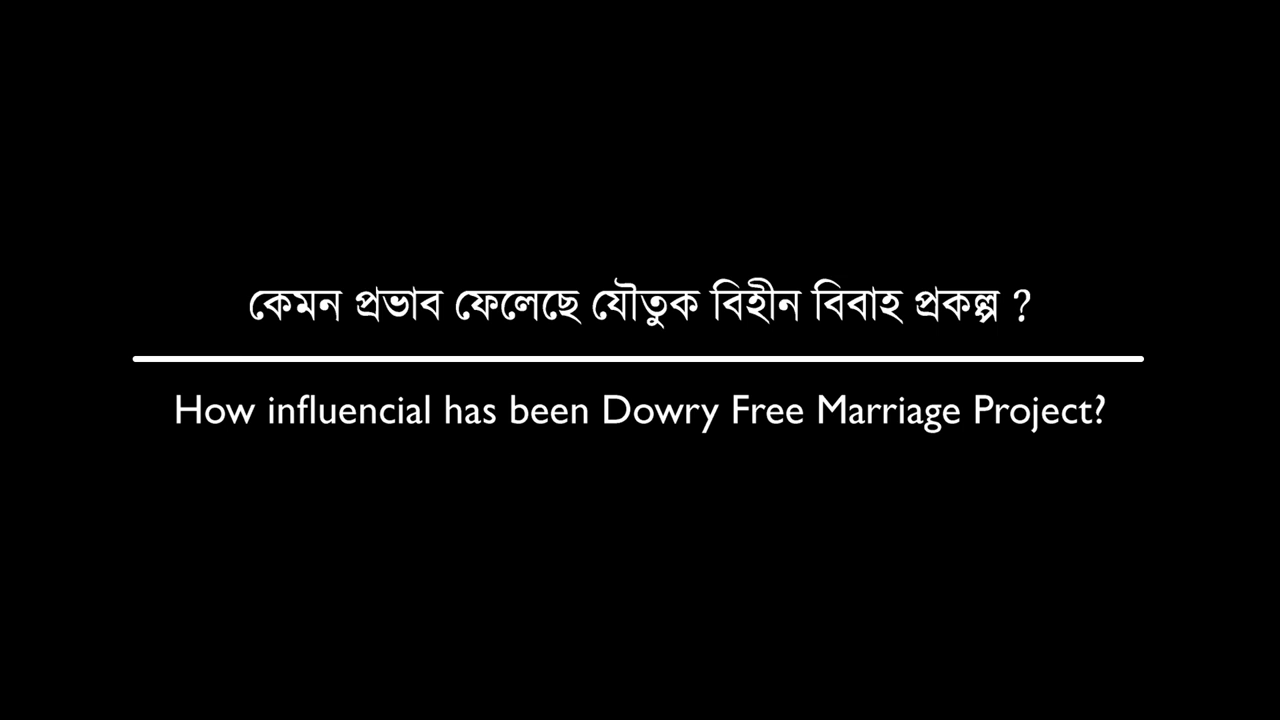 কেমন প্রভাব ফেলেছে যৌতুক বিহীন বিবাহ প্রকল্প ?
How influencial has been Dowry Free Marriage Project?